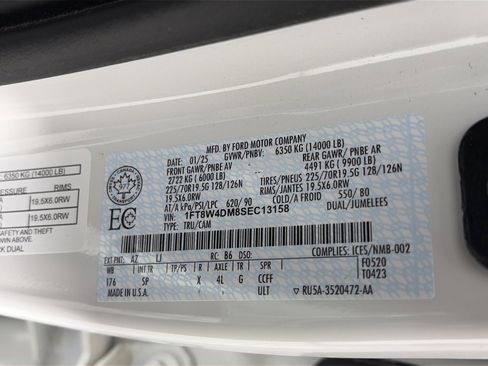 MFD. BY FORD MOTOR COMPANY
DATE: 01/25 GVWR/PNBV: 6350 KG (14000 LB)
FRONT GAWR/PNBE AV REAR GAWR/PNBE AR
2722 KG (6000 LB) 4491 KG (9900 LB)
225/70R19.5G 128/126N TIRES/PNEUS 225/70R19.5G 128/126N
19.5X6.0RW RIMS/JANTES 19.5X6.0RW
AT/A kPa/PSI/LPC 620/90 COLD/A FROID 550/80
VIN: 1FT8W4DM8SEC13158 DUAL/JUMELEES
TYPE: TRU/CAM
EC
COMPLIES: ICES/NMB-002
EXT PNT: AZ U RC: B6 DSO: F0520
WB INT TR TP/PS R AXLE TR SPR T0423
176 SP X 4L G CCFF
MADE IN U.S.A. ULT ▽ RU5A-3520472-AA
6350 KG (14000 LB)
RIMS
19.5X6.0RW
19.5X6.0RW
DUAL